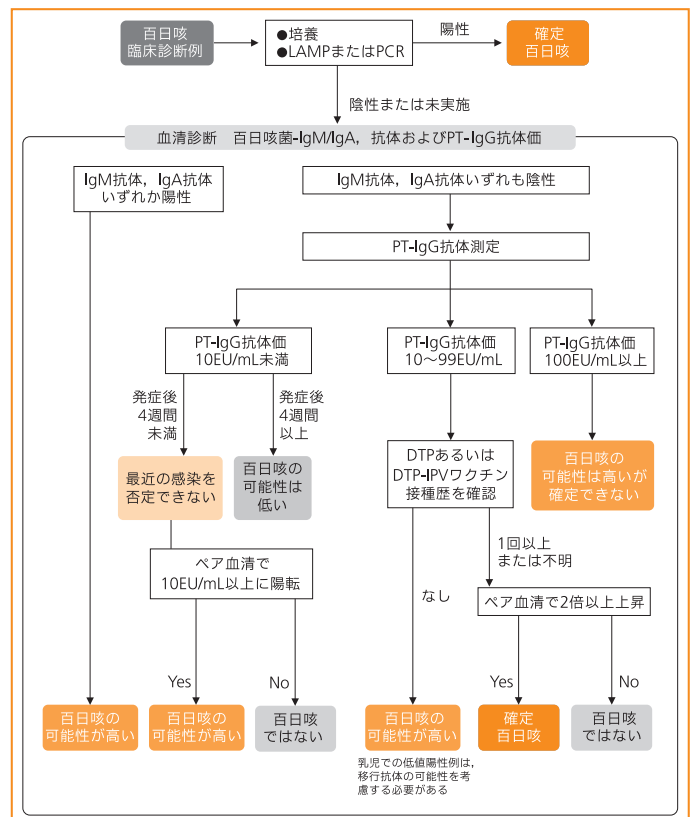 百日咳
臨床診断例
●培養
●LAMPまたはPCR
陽性
確定
百日咳
陰性または未実施
血清診断　百日咳菌-IgM/IgA，抗体およびPT-IgG抗体価
IgM抗体，IgA抗体
いずれか陽性
IgM抗体，IgA抗体いずれも陰性
PT-IgG抗体測定
PT-IgG抗体価
10EU/mL未満
PT-IgG抗体価
10～99EU/mL
PT-IgG抗体価
100EU/mL以上
発症後
4週間
未満
発症後
4週間
以上
最近の感染を
否定できない
百日咳の
可能性は
低い
DTPあるいは
DTP-IPVワクチン
接種歴を確認
百日咳の
可能性は高いが
確定できない
ペア血清で
10EU/mL以上に陽転
1回以上
または不明
なし
ペア血清で2倍以上上昇
Yes
No
Yes
No
百日咳の
可能性が高い
百日咳の
可能性が高い
百日咳
ではない
百日咳の
可能性が高い
確定
百日咳
百日咳
ではない
乳児での低値陽性例は，
移行抗体の可能性を考
慮する必要がある